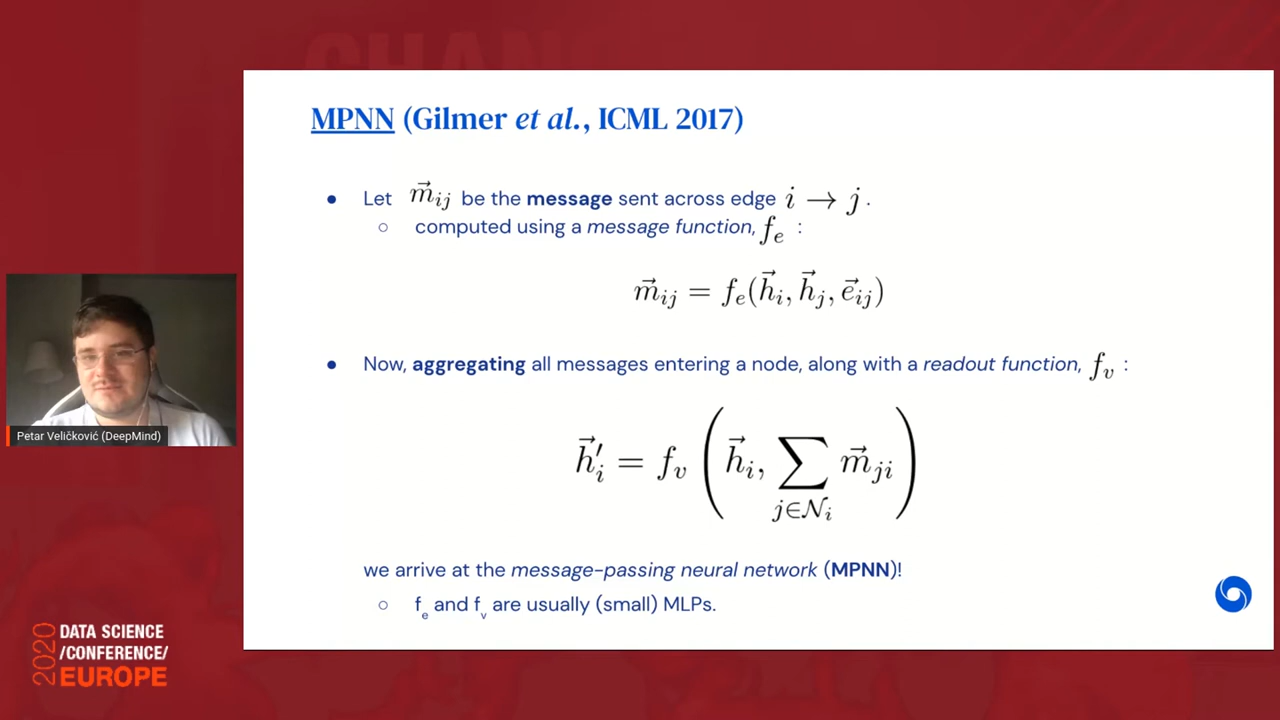 CHANG
MPNN (Gilmer et al., ICML 2017)
● Let m⃗ij be the message sent across edge i → j.
○ computed using a message function, fe :
m⃗ij = fe(h⃗i, h⃗j, e⃗ij)
● Now, aggregating all messages entering a node, along with a readout function, fv :
h⃗′i = fv (h⃗i, ∑j∈Ni m⃗ji)
we arrive at the message-passing neural network (MPNN)!
○ fe and fv are usually (small) MLPs.
Petar Veličković (DeepMind)
2020
DATA SCIENCE
/CONFERENCE/
EUROPE